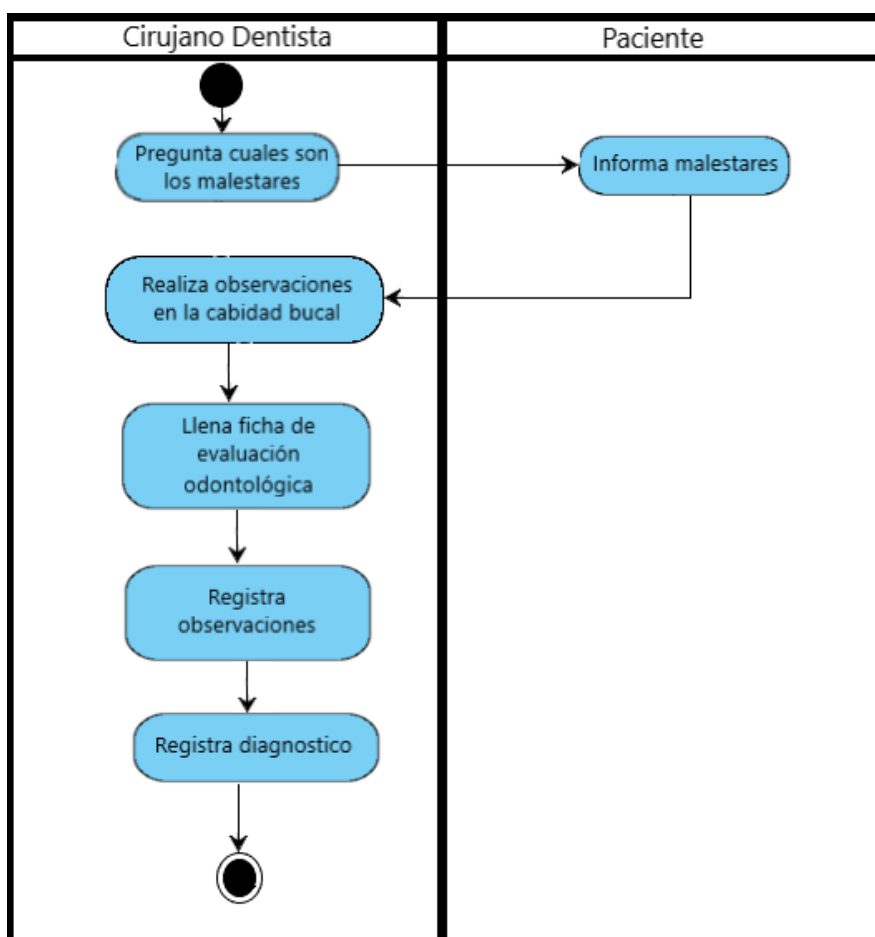 Cirujano Dentista
Paciente
Pregunta cuales son
los malestares
Informa malestares
Realiza observaciones
en la cabidad bucal
Llena ficha de
evaluación
odontológica
Registra
observaciones
Registra diagnostico